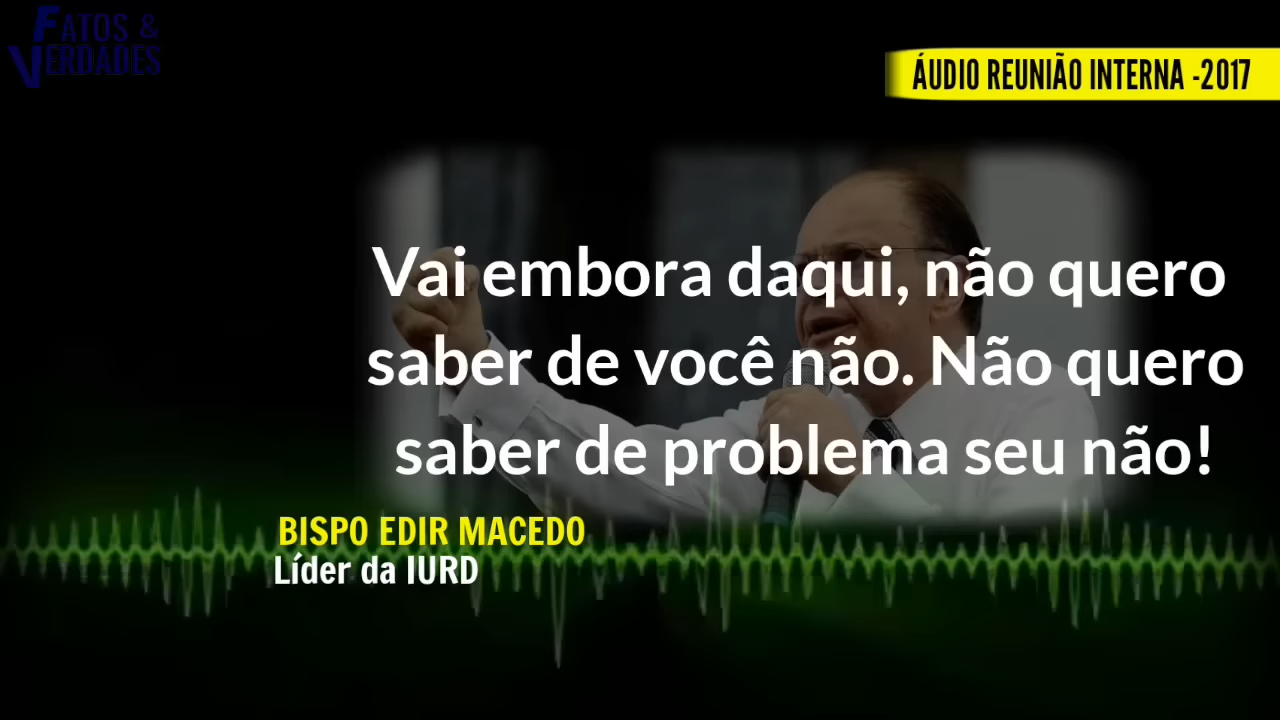 FATOS &
VERDADES
ÁUDIO REUNIÃO INTERNA -2017
Vai embora daqui, não quero
saber de você não. Não quero
saber de problema seu não!
BISPO EDIR MACEDO
Líder da IURD